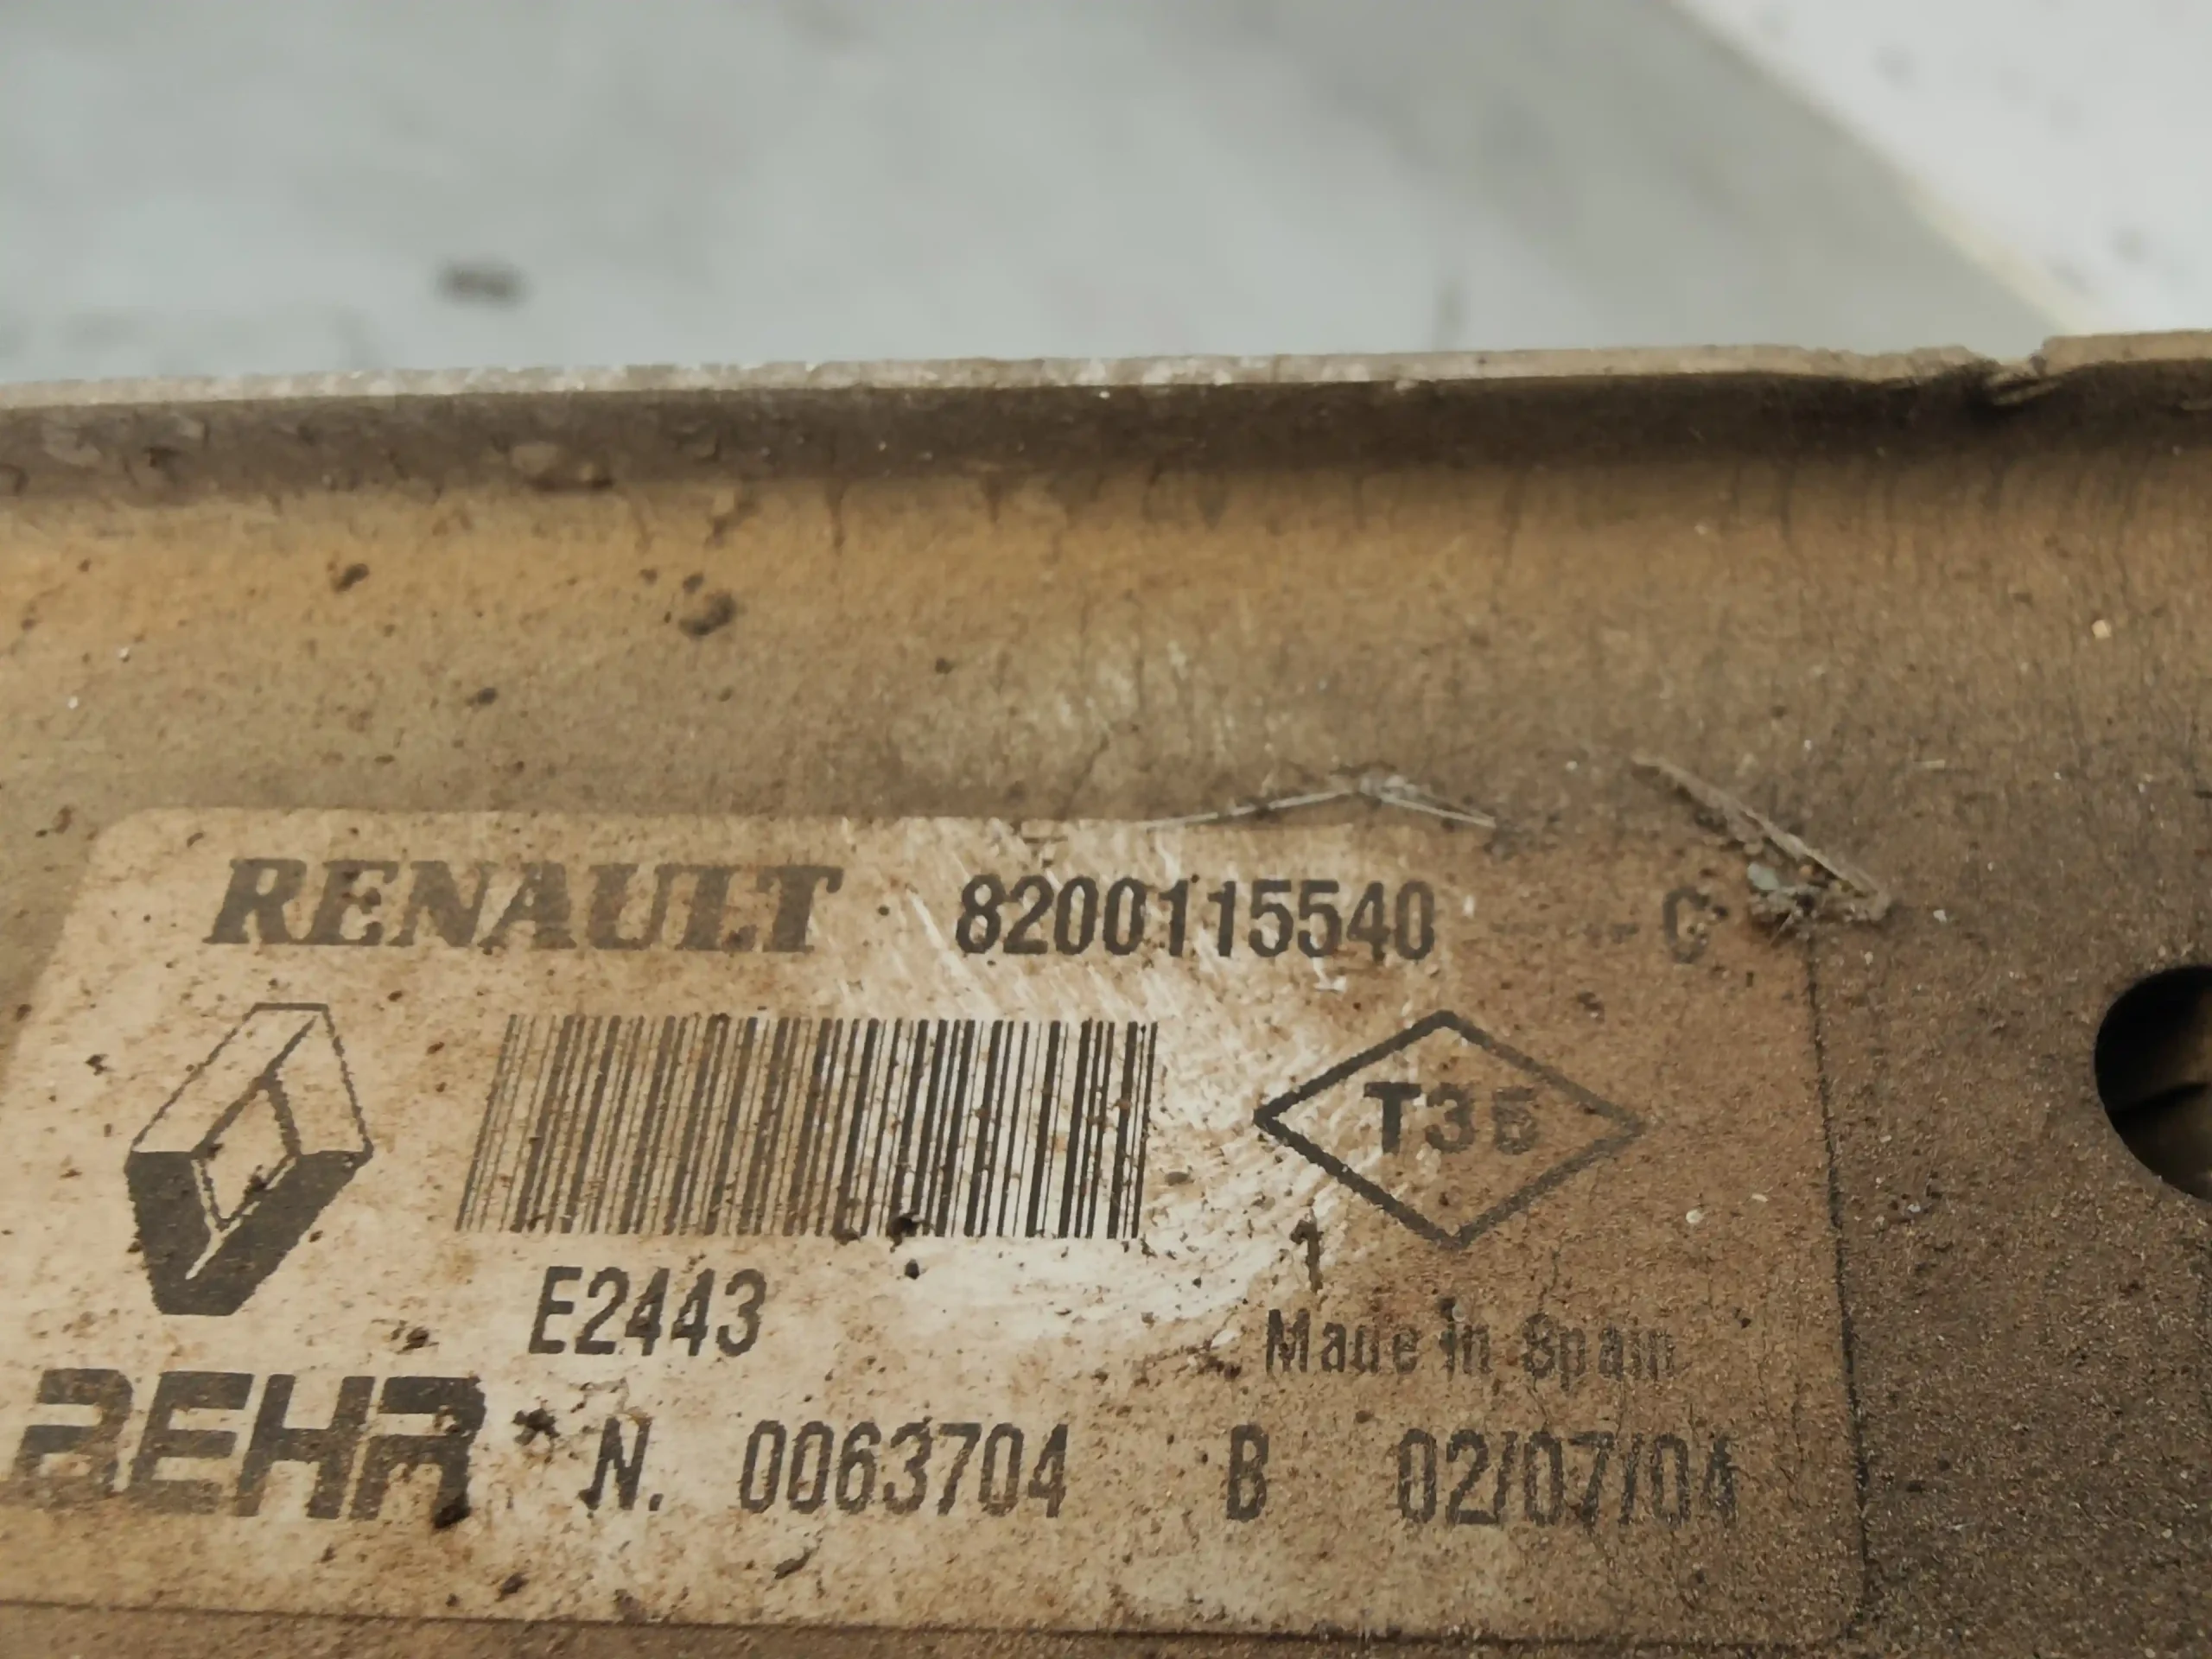 RENAULT 8200115540 C
T35
E2443
1
Made in Spain
BEHR N. 0063704 B 02/07/04